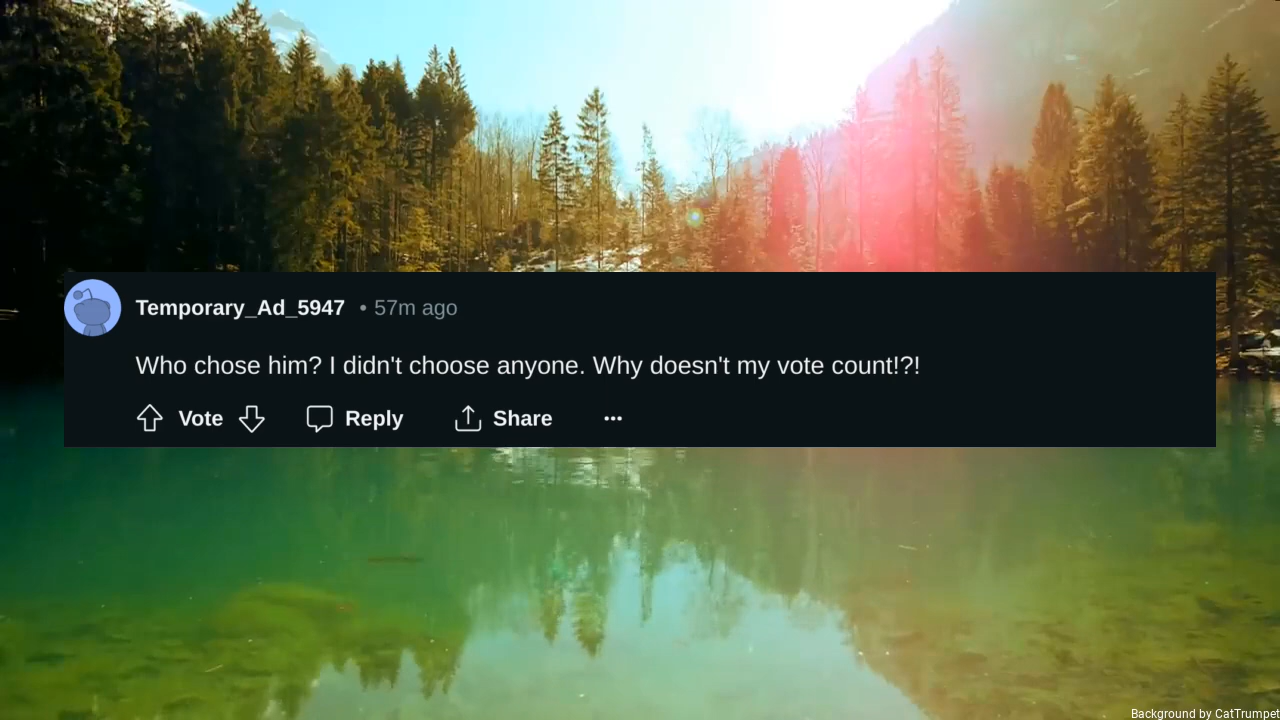 Temporary_Ad_5947 • 57m ago
Who chose him? I didn't choose anyone. Why doesn't my vote count!?!
Vote Reply Share ...
Background by CatTrumpet